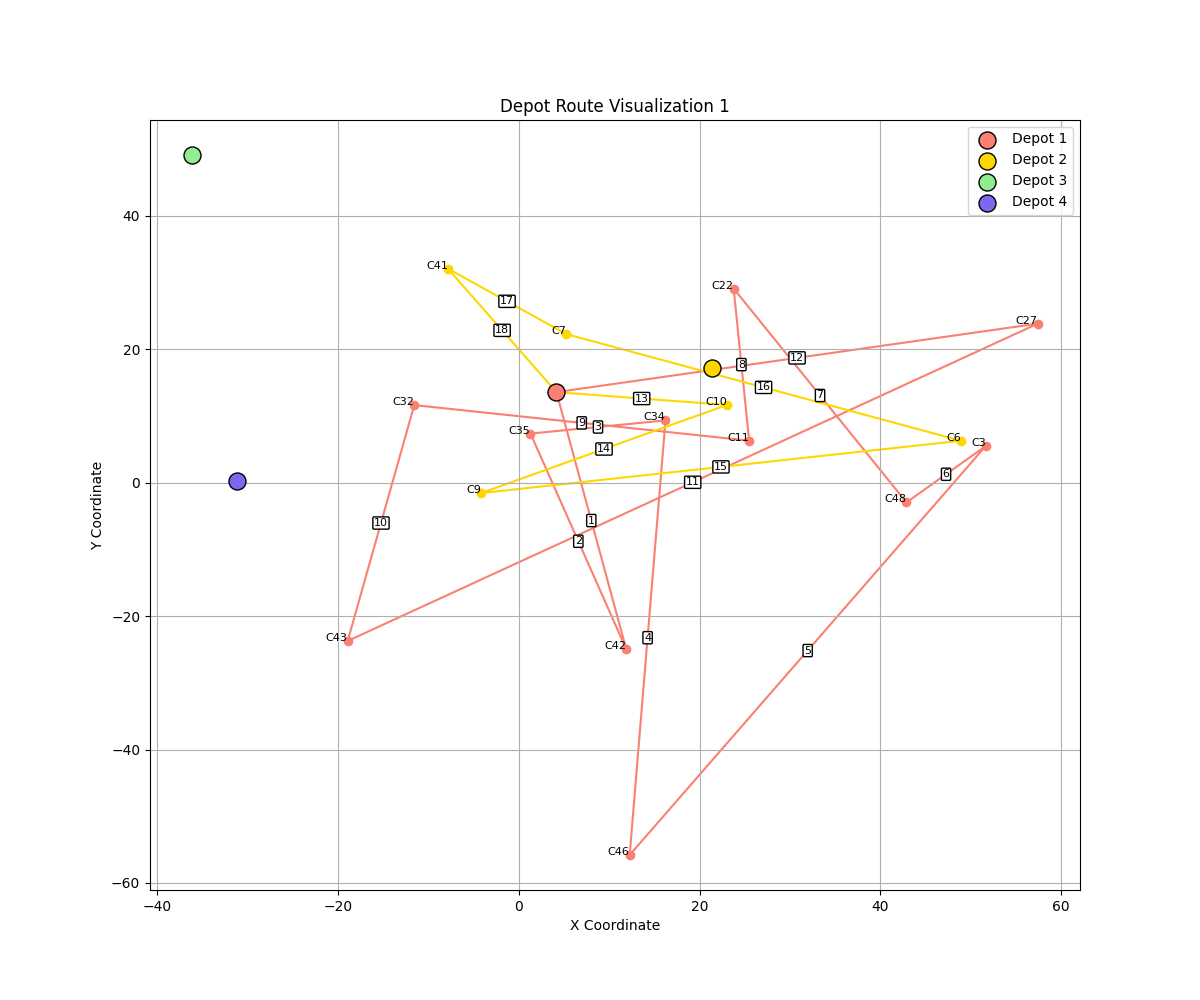 Depot Route Visualization 1
Depot 1
Depot 2
Depot 3
Depot 4
40
20
0
−20
−40
−60
Y Coordinate
C41
C22
C27
17
C7
18
8
12
16
7
13
C32
C10
C34
9
3
C35
C11
C6
C3
14
15
6
11
C9
C48
10
1
2
C43
4
C42
5
C46
−40
−20
0
20
40
60
X Coordinate